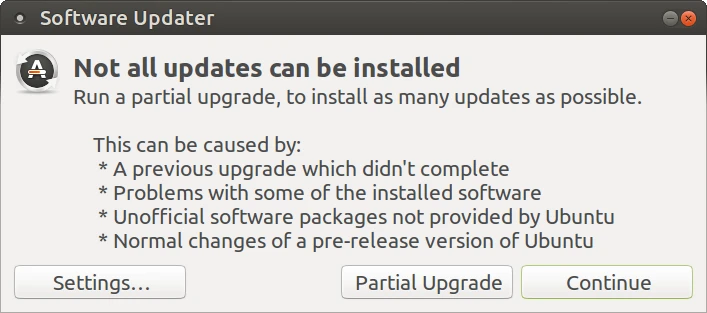 Software Updater
Not all updates can be installed
Run a partial upgrade, to install as many updates as possible.
This can be caused by:
* A previous upgrade which didn't complete
* Problems with some of the installed software
* Unofficial software packages not provided by Ubuntu
* Normal changes of a pre-release version of Ubuntu
Settings... Partial Upgrade Continue